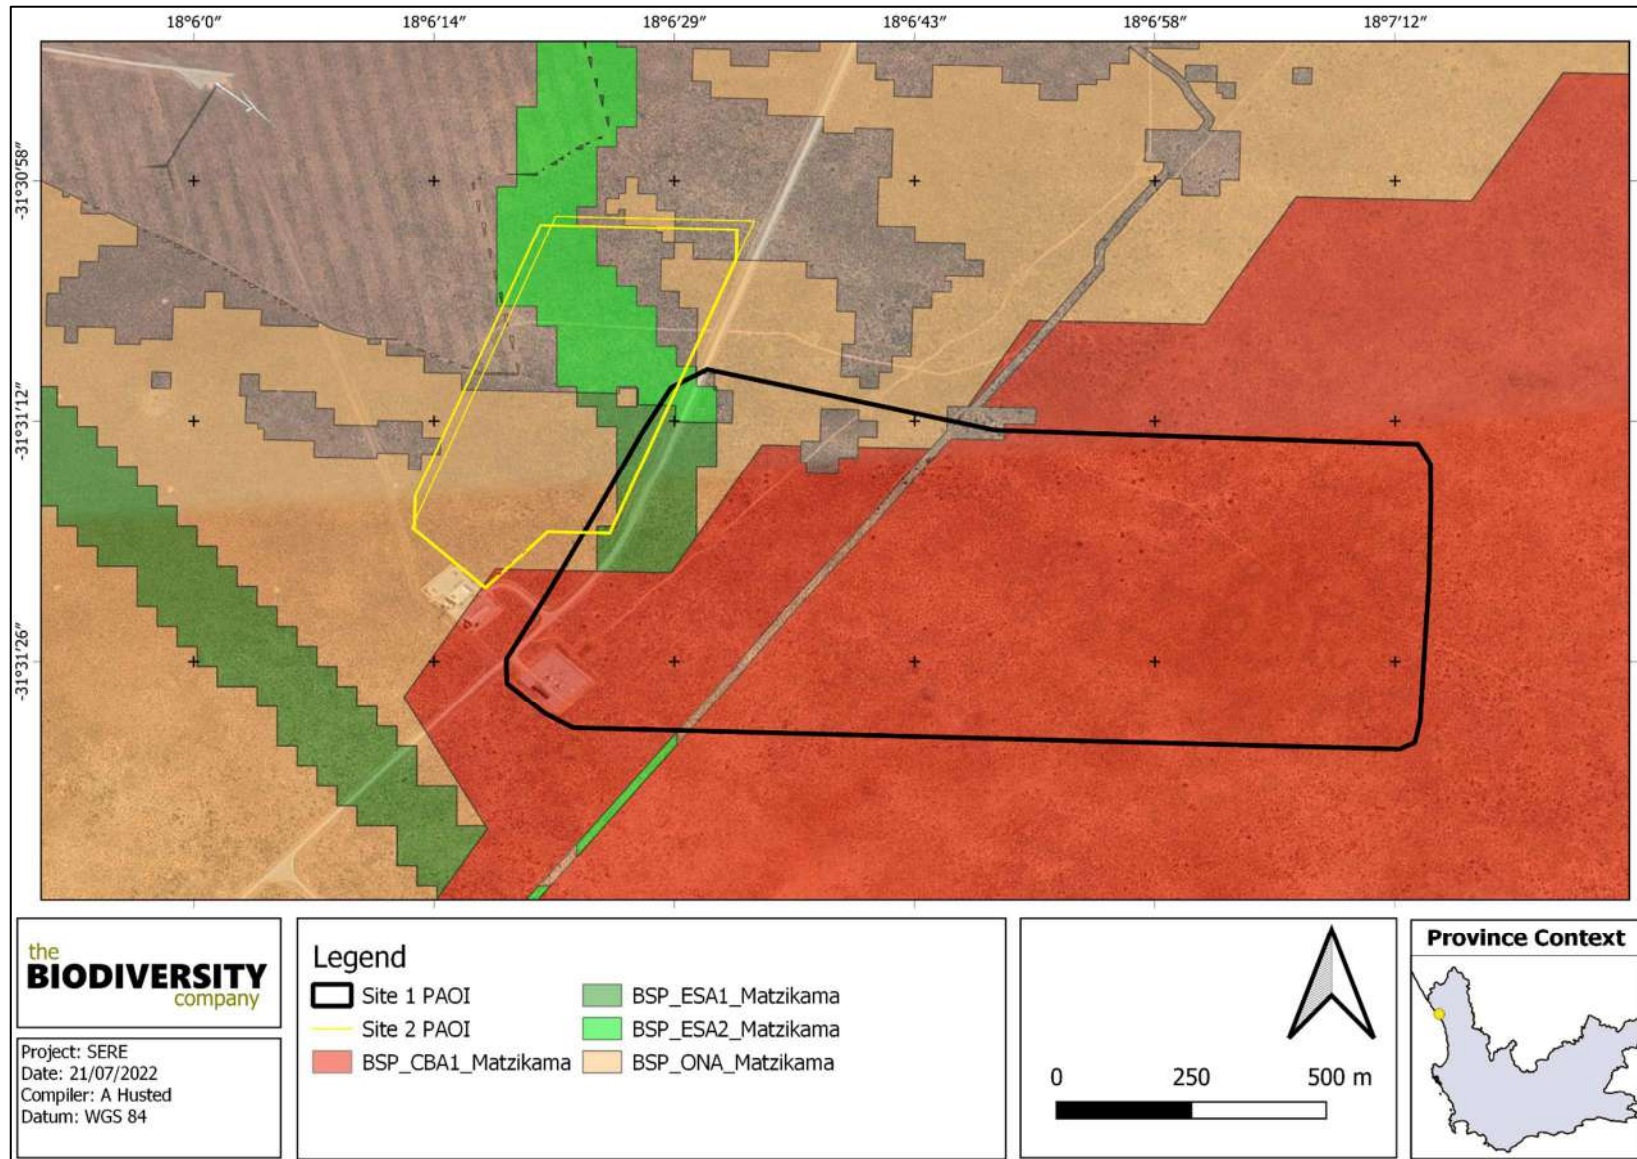 18°6′0″ 18°6′14″ 18°6′29″ 18°6′43″ 18°6′58″ 18°7′12″
-31°30′58″
-31°31′12″
-31°31′26″
the
BIODIVERSITY
company
Project: SERE
Date: 21/07/2022
Compiler: A Husted
Datum: WGS 84
Legend
Site 1 PAOI
Site 2 PAOI
BSP_CBA1_Matzikama
BSP_ESA1_Matzikama
BSP_ESA2_Matzikama
BSP_ONA_Matzikama
0 250 500 m
Province Context